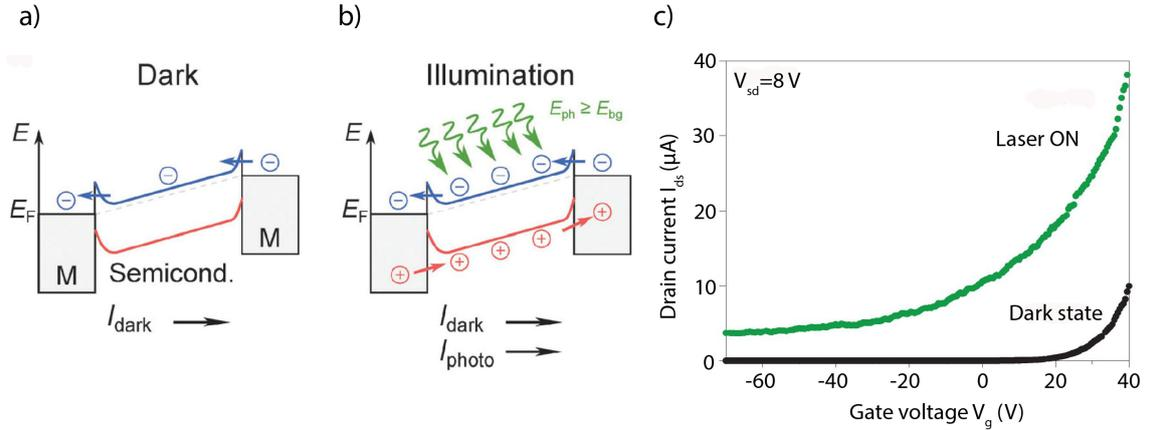 a)
Dark
E
E_F
M
Semicond.
M
I_dark
b)
Illumination
E_ph ≥ E_bg
E
E_F
I_dark
I_photo
c)
V_sd=8 V
Laser ON
Dark state
Drain current I_ds (µA)
40
30
20
10
0
-60 -40 -20 0 20 40
Gate voltage V_g (V)